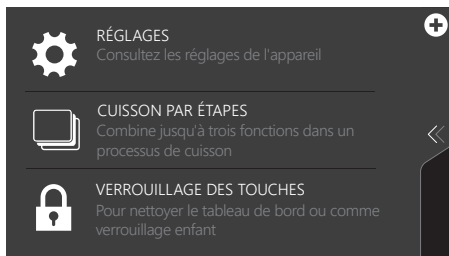 RÉGLAGES
Consultez les réglages de l'appareil
CUISSON PAR ÉTAPES
Combine jusqu'à trois fonctions dans un
processus de cuisson
VERROUILLAGE DES TOUCHES
Pour nettoyer le tableau de bord ou comme
verrouillage enfant